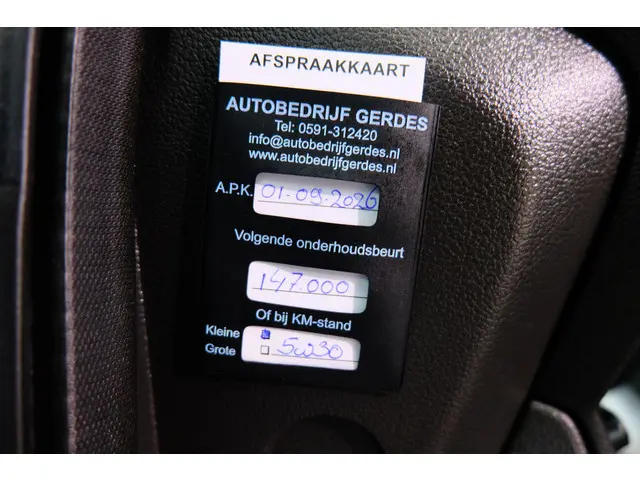 AFSPRAAKKAART
AUTOBEDRIJF GERDES
Tel: 0591-312420
info@autobedrijfgerdes.nl
www.autobedrijfgerdes.nl
A.P.K. 01-09-2026
Volgende onderhoudsbeurt
147.000
Of bij KM-stand
Kleine
Grote 5w30